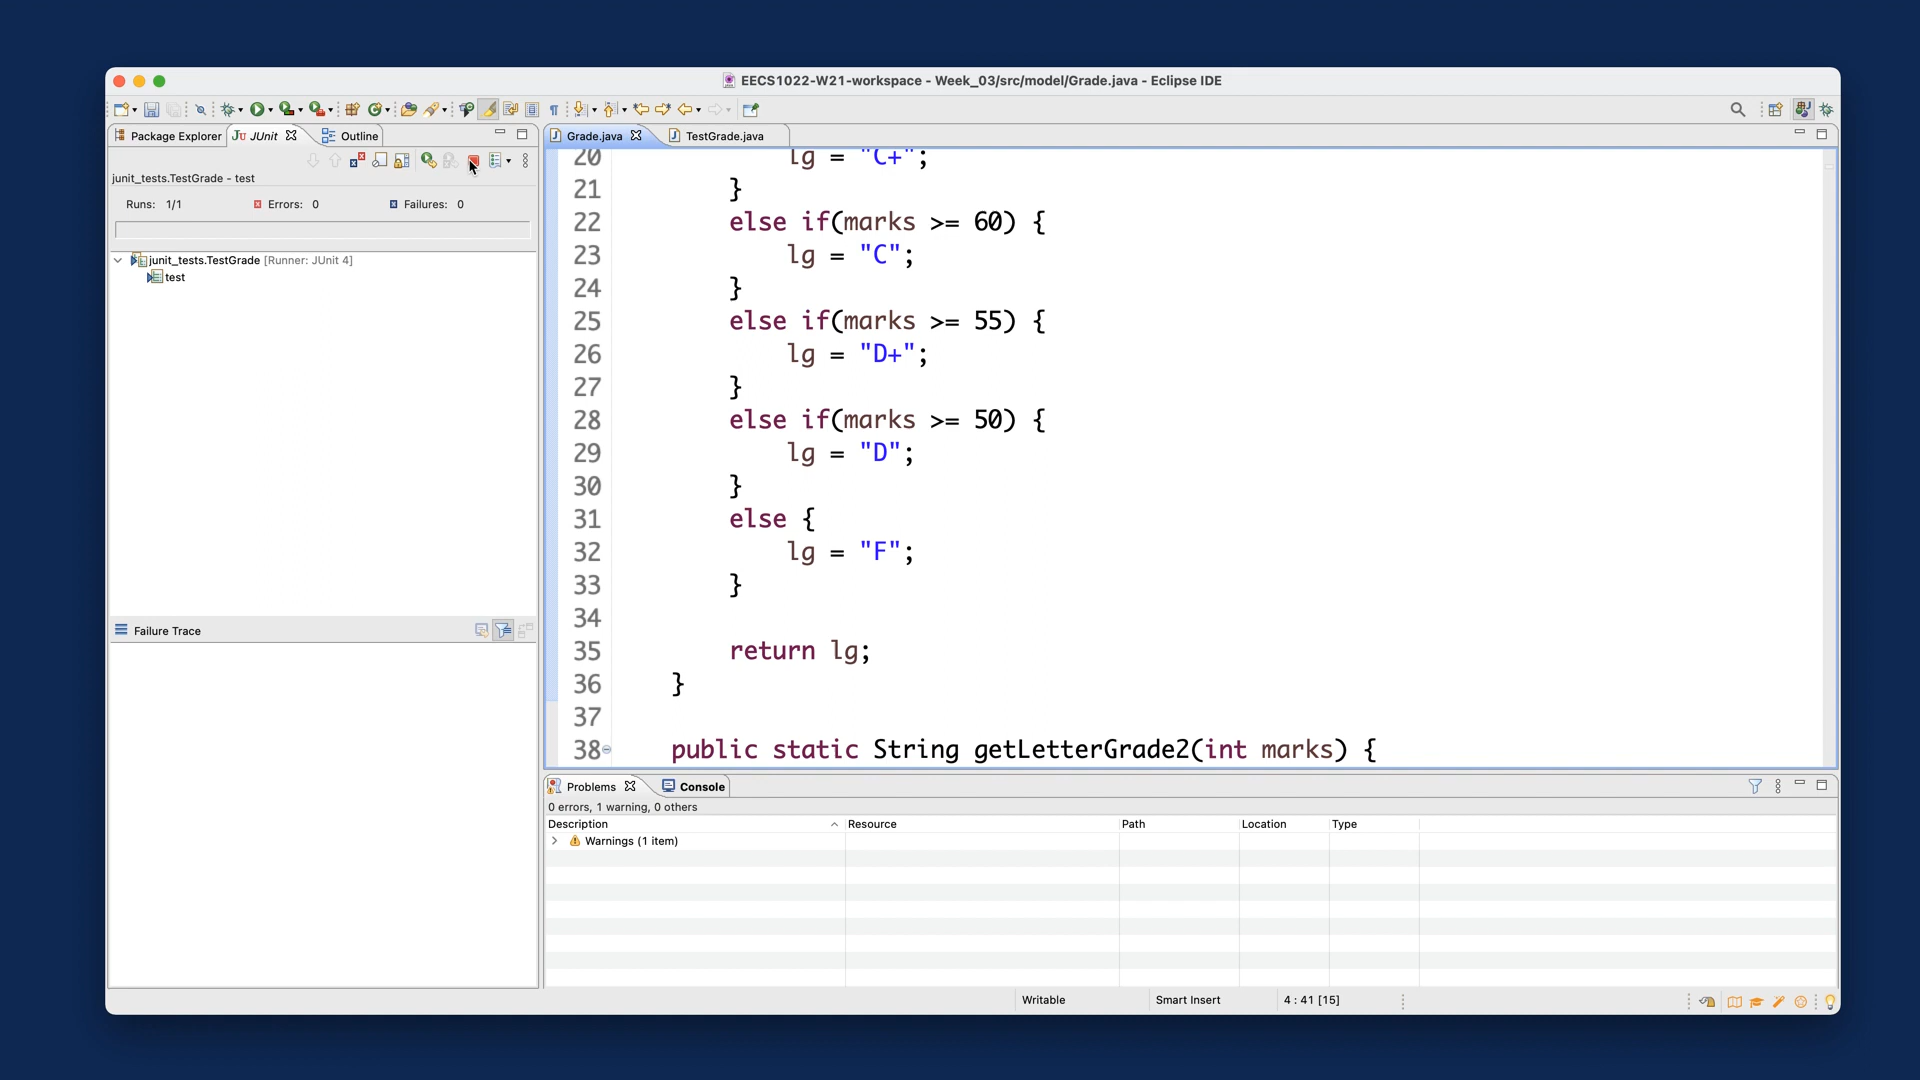 EECS1022-W21-workspace - Week_03/src/model/Grade.java - Eclipse IDE
Package Explorer JU JUnit Outline
junit_tests.TestGrade - test
Runs: 1/1 Errors: 0 Failures: 0
junit_tests.TestGrade [Runner: JUnit 4]
test
Failure Trace
Grade.java TestGrade.java
20 lg = "C+";
21 }
22 else if(marks >= 60) {
23 lg = "C";
24 }
25 else if(marks >= 55) {
26 lg = "D+";
27 }
28 else if(marks >= 50) {
29 lg = "D";
30 }
31 else {
32 lg = "F";
33 }
34
35 return lg;
36 }
37
38 public static String getLetterGrade2(int marks) {
Problems Console
0 errors, 1 warning, 0 others
Description Resource Path Location Type
Warnings (1 item)
Writable Smart Insert 4 : 41 [15]